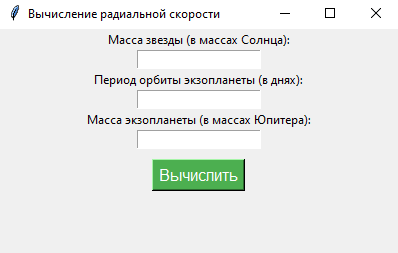 Вычисление радиальной скорости
Масса звезды (в массах Солнца):
Период орбиты экзопланеты (в днях):
Масса экзопланеты (в массах Юпитера):
Вычислить